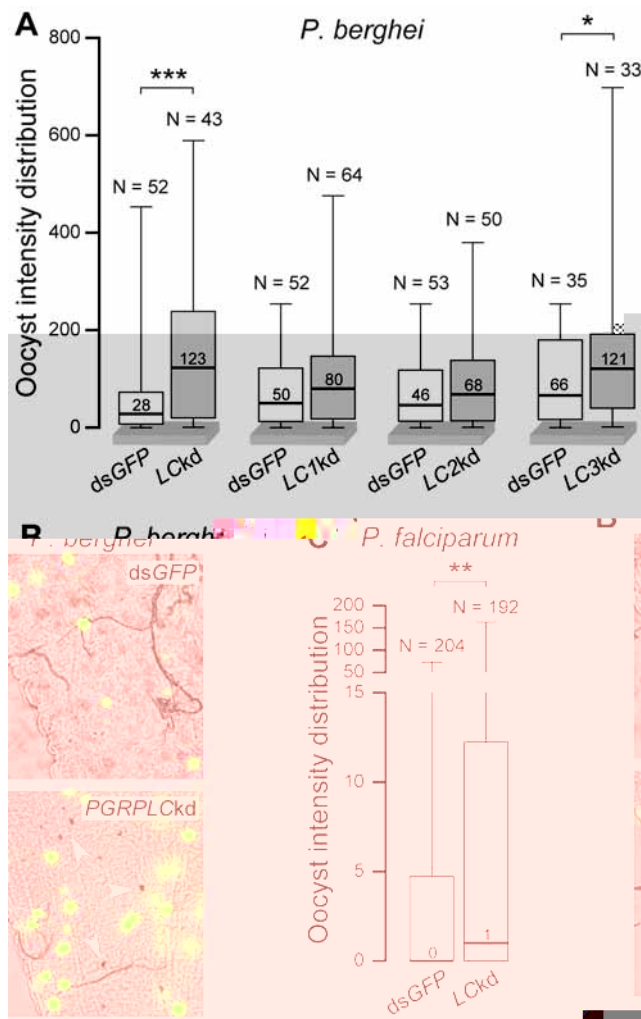 A
P. berghei
Oocyst intensity distribution
800
600
400
200
0
***
*
N = 52
N = 43
N = 52
N = 64
N = 53
N = 50
N = 35
N = 33
28
123
50
80
46
68
66
121
dsGFP
LCkd
dsGFP
LC1kd
dsGFP
LC2kd
dsGFP
LC3kd
P. berghei
dsGFP
PGRPLCkd
C
P. falciparum
Oocyst intensity distribution
200
150
100
50
15
10
5
0
**
N = 204
N = 192
0
1
dsGFP
LCkd